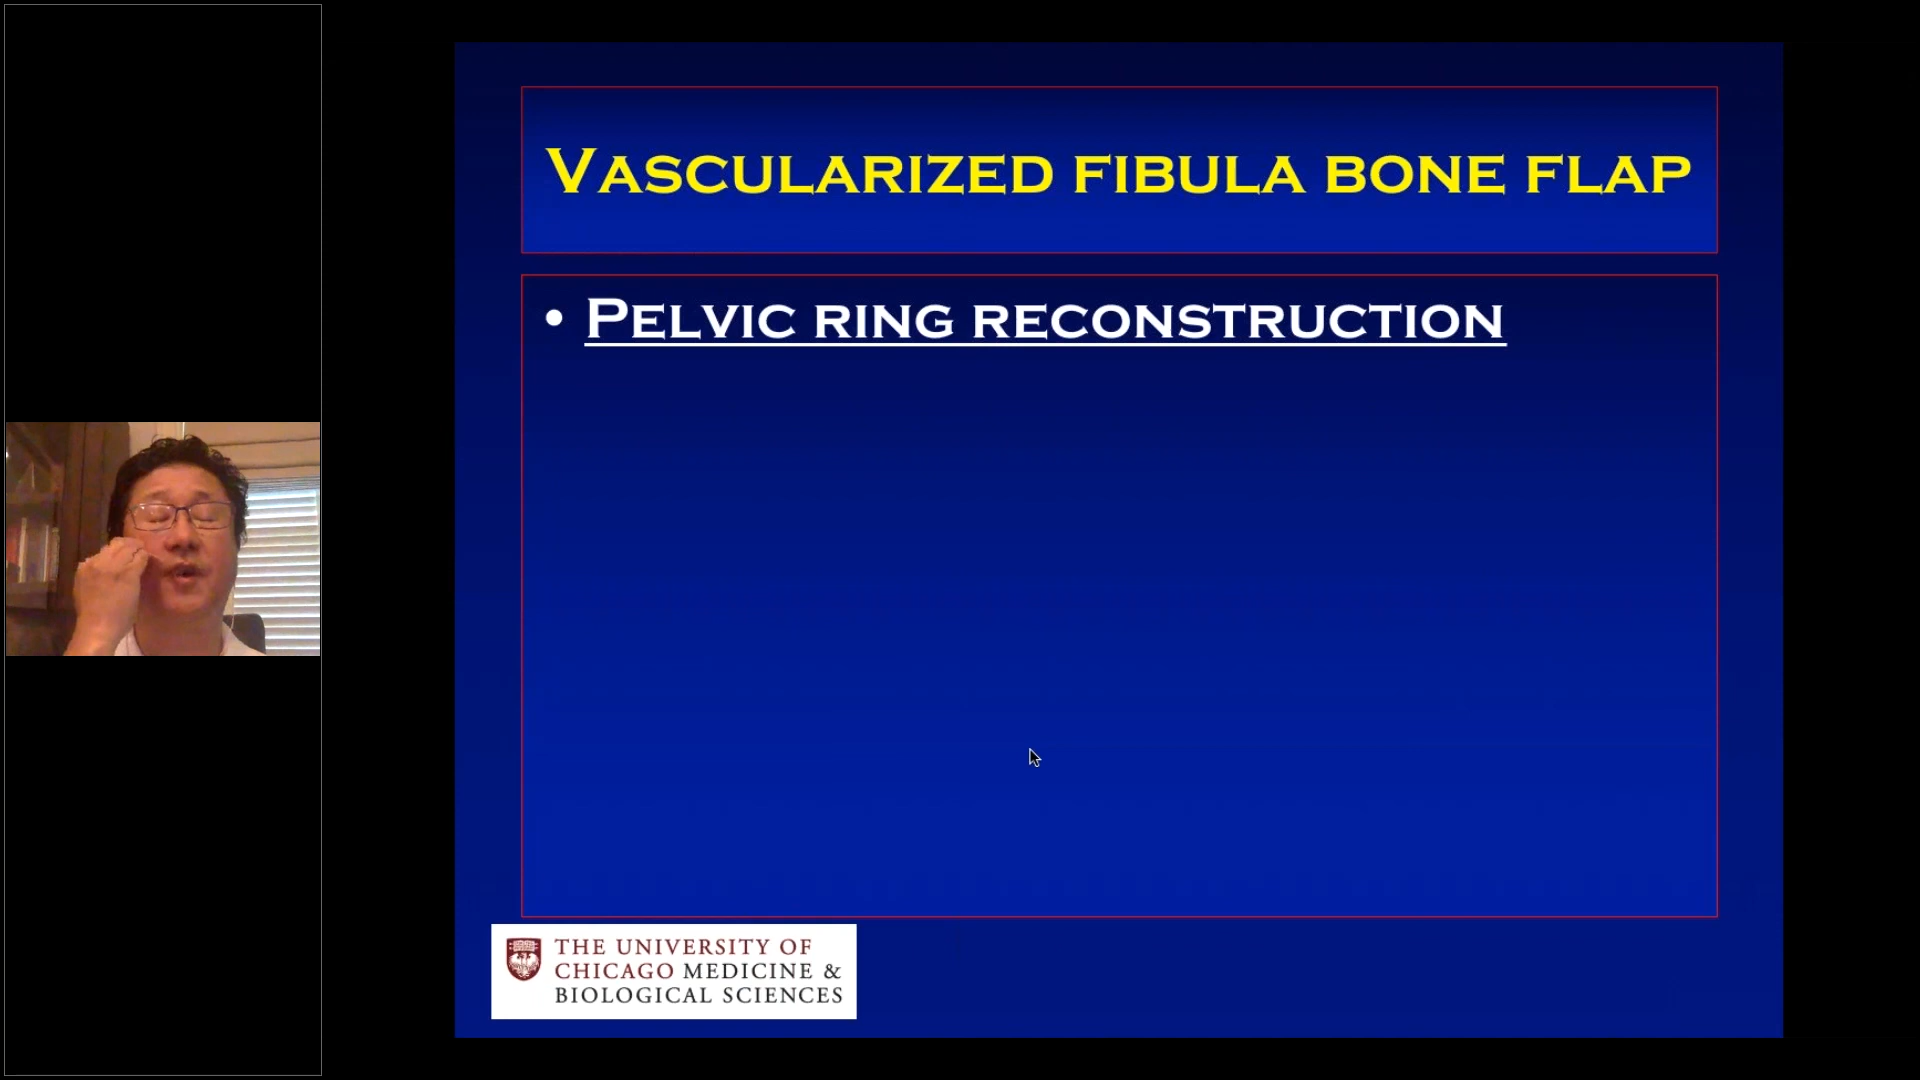 Vascularized fibula bone flap
• Pelvic ring reconstruction
THE UNIVERSITY OF
CHICAGO MEDICINE &
BIOLOGICAL SCIENCES